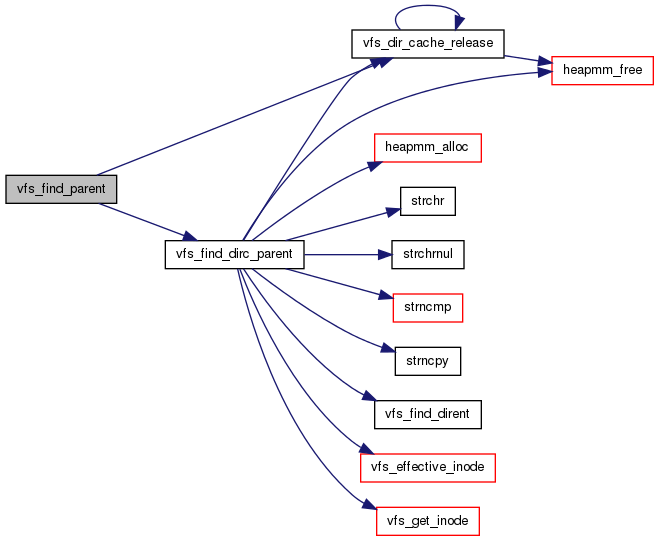 vfs_dir_cache_release
heapmm_free
heapmm_alloc
vfs_find_parent
strchr
vfs_find_dirc_parent
strchrnul
strncmp
strncpy
vfs_find_dirent
vfs_effective_inode
vfs_get_inode